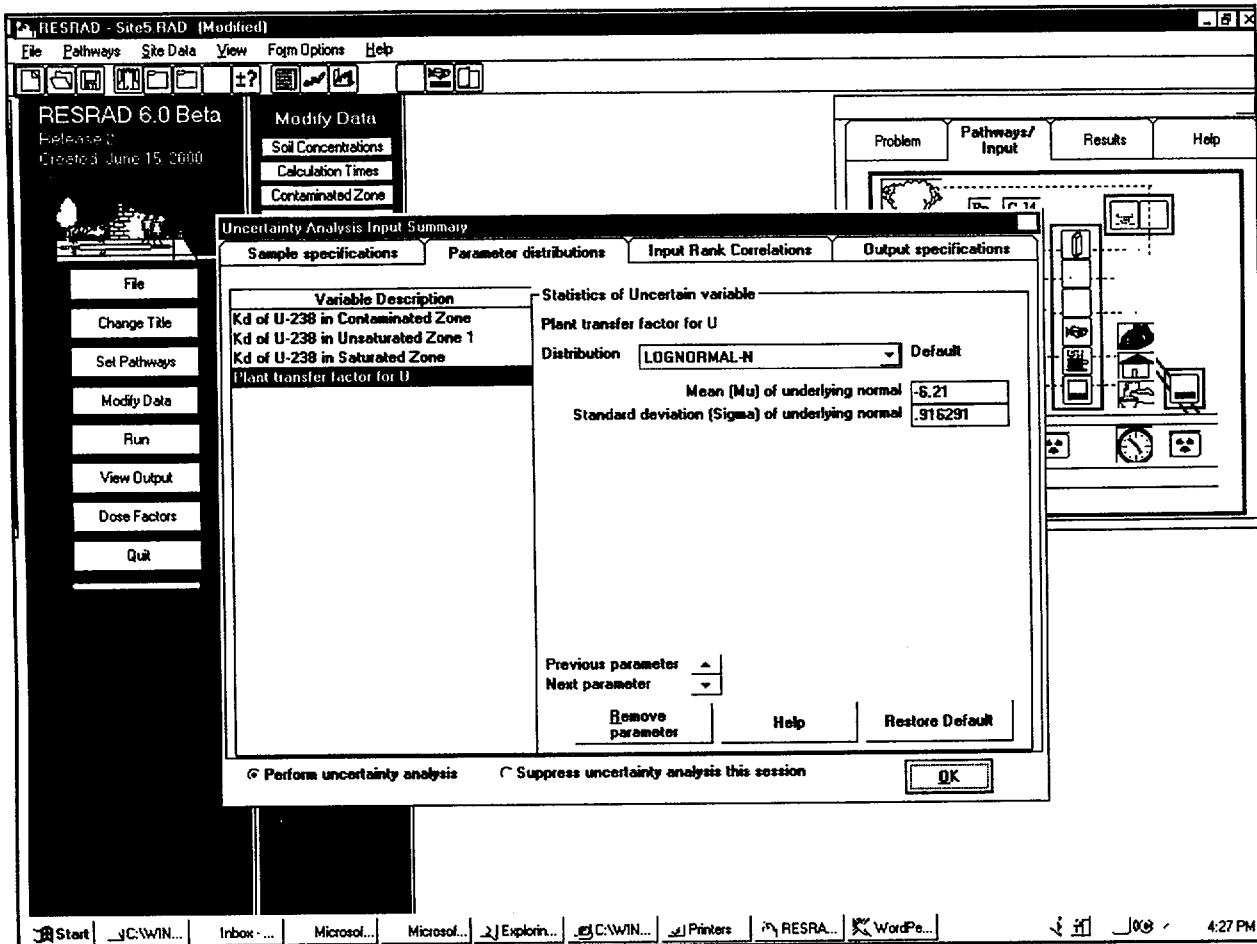 RESRAD - Site5.RAD (Modified)
File Pathways Site Data View Form Options Help
±?
RESRAD 6.0 Beta
Release 2
Created: June 15, 2000
File
Change Title
Set Pathways
Modify Data
Run
View Output
Dose Factors
Quit
Modify Data
Soil Concentrations
Calculation Times
Contaminated Zone
Problem
Pathways/
Input
Results
Help
Rn C-14
Uncertainty Analysis Input Summary
Sample specifications
Parameter distributions
Input Rank Correlations
Output specifications
Variable Description
Kd of U-238 in Contaminated Zone
Kd of U-238 in Unsaturated Zone 1
Kd of U-238 in Saturated Zone
Plant transfer factor for U
Statistics of Uncertain variable
Plant transfer factor for U
Distribution LOGNORMAL-N Default
Mean (Mu) of underlying normal -6.21
Standard deviation (Sigma) of underlying normal .916291
Previous parameter
Next parameter
Remove
parameter
Help
Restore Default
Perform uncertainty analysis
Suppress uncertainty analysis this session
OK
Start C:\WIN... Inbox - ... Microsof... Microsof... Explorin... C:\WIN... Printers RESRA... WordPe... 4:27 PM